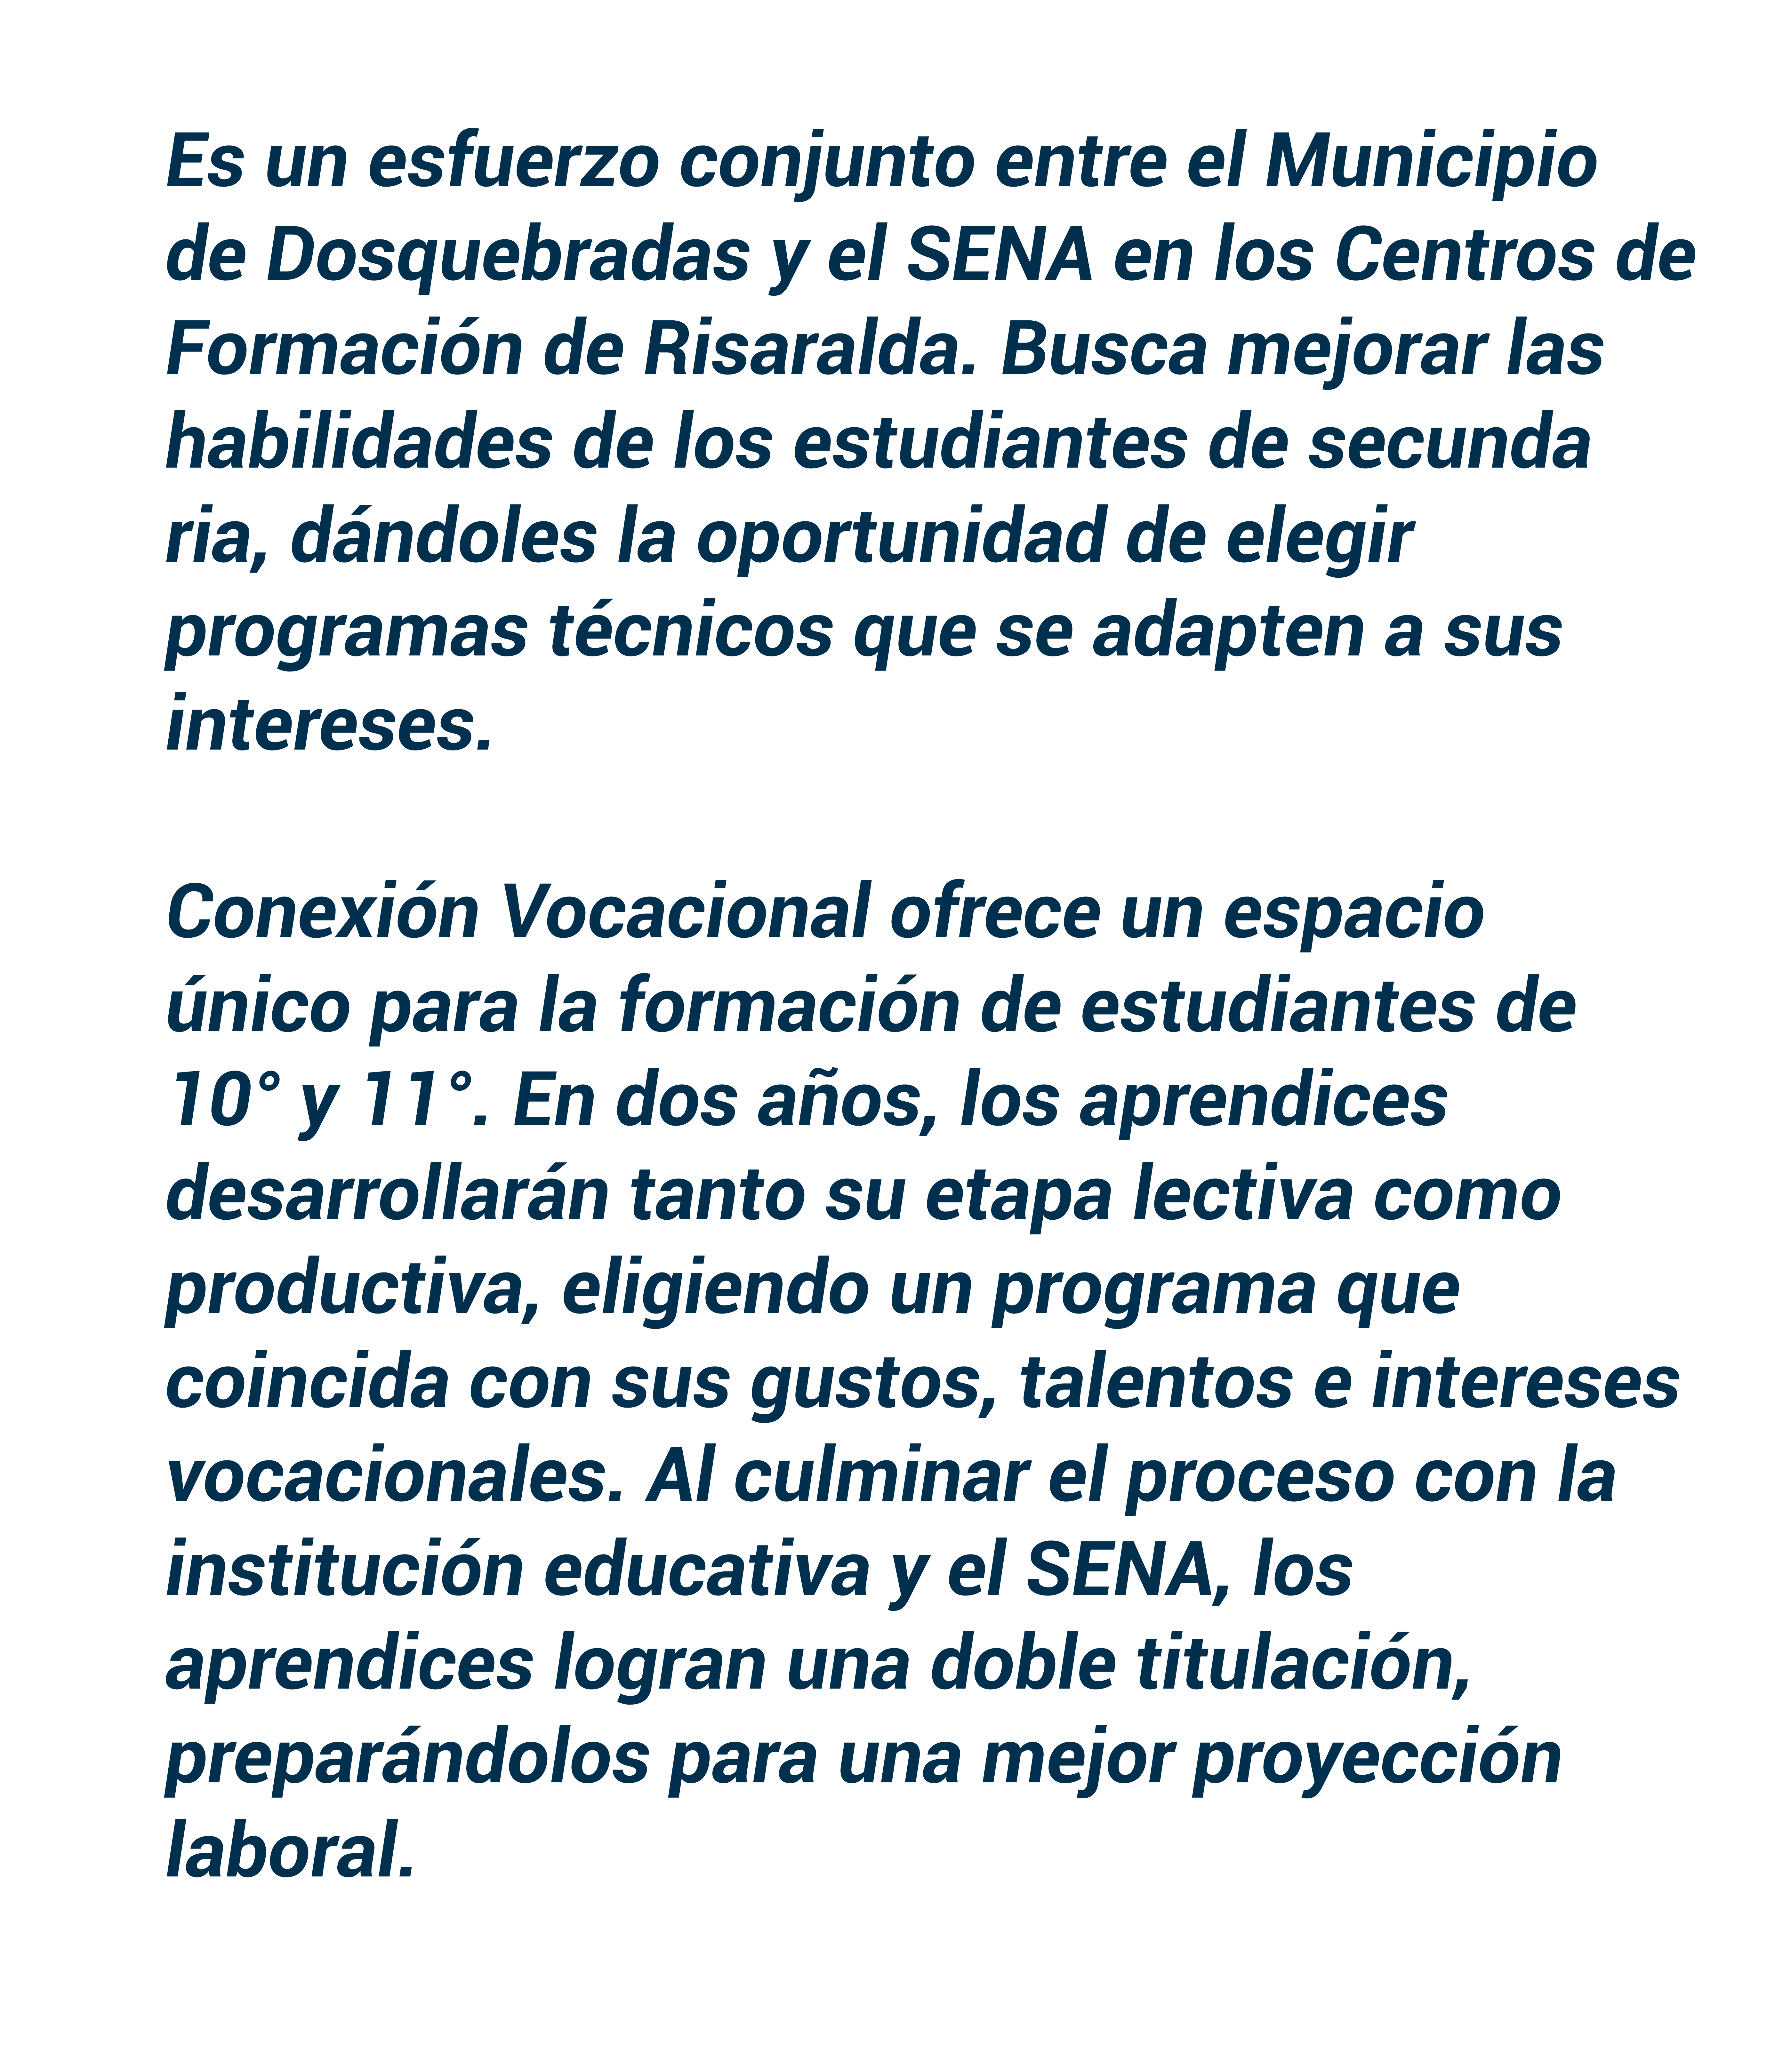 Es un esfuerzo conjunto entre el Municipio
de Dosquebradas y el SENA en los Centros de
Formación de Risaralda. Busca mejorar las
habilidades de los estudiantes de secunda
ria, dándoles la oportunidad de elegir
programas técnicos que se adapten a sus
intereses.

Conexión Vocacional ofrece un espacio
único para la formación de estudiantes de
10° y 11°. En dos años, los aprendices
desarrollarán tanto su etapa lectiva como
productiva, eligiendo un programa que
coincida con sus gustos, talentos e intereses
vocacionales. Al culminar el proceso con la
institución educativa y el SENA, los
aprendices logran una doble titulación,
preparándolos para una mejor proyección
laboral.